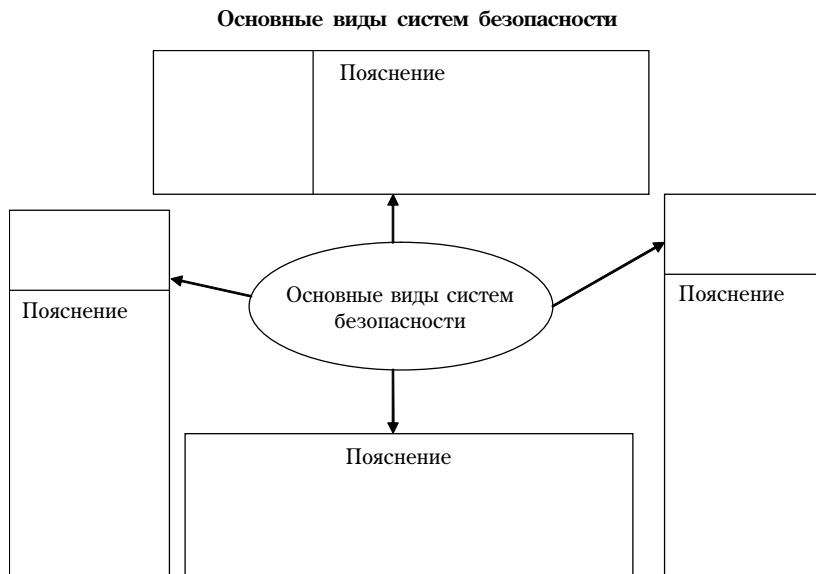 Основные виды систем безопасности
Пояснение
Пояснение
Основные виды систем
безопасности
Пояснение
Пояснение